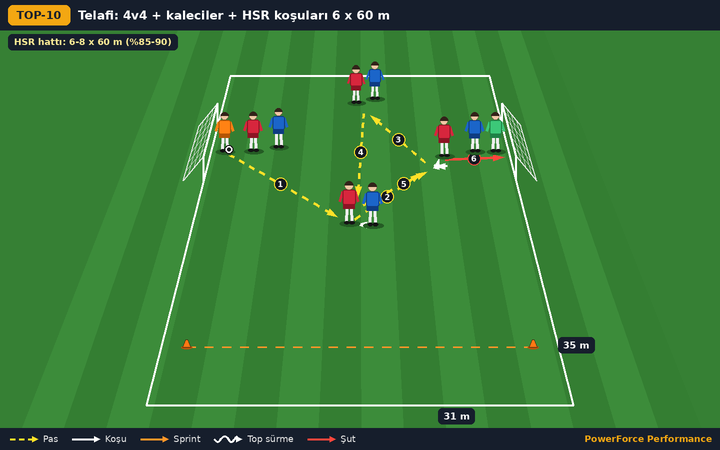 TOP-10 Telafi: 4v4 + kaleciler + HSR koşuları 6 x 60 m
HSR hattı: 6-8 x 60 m (%85-90)
3
4
6
1
5
2
35 m
31 m
Pas Koşu Sprint Top sürme Şut PowerForce Performance